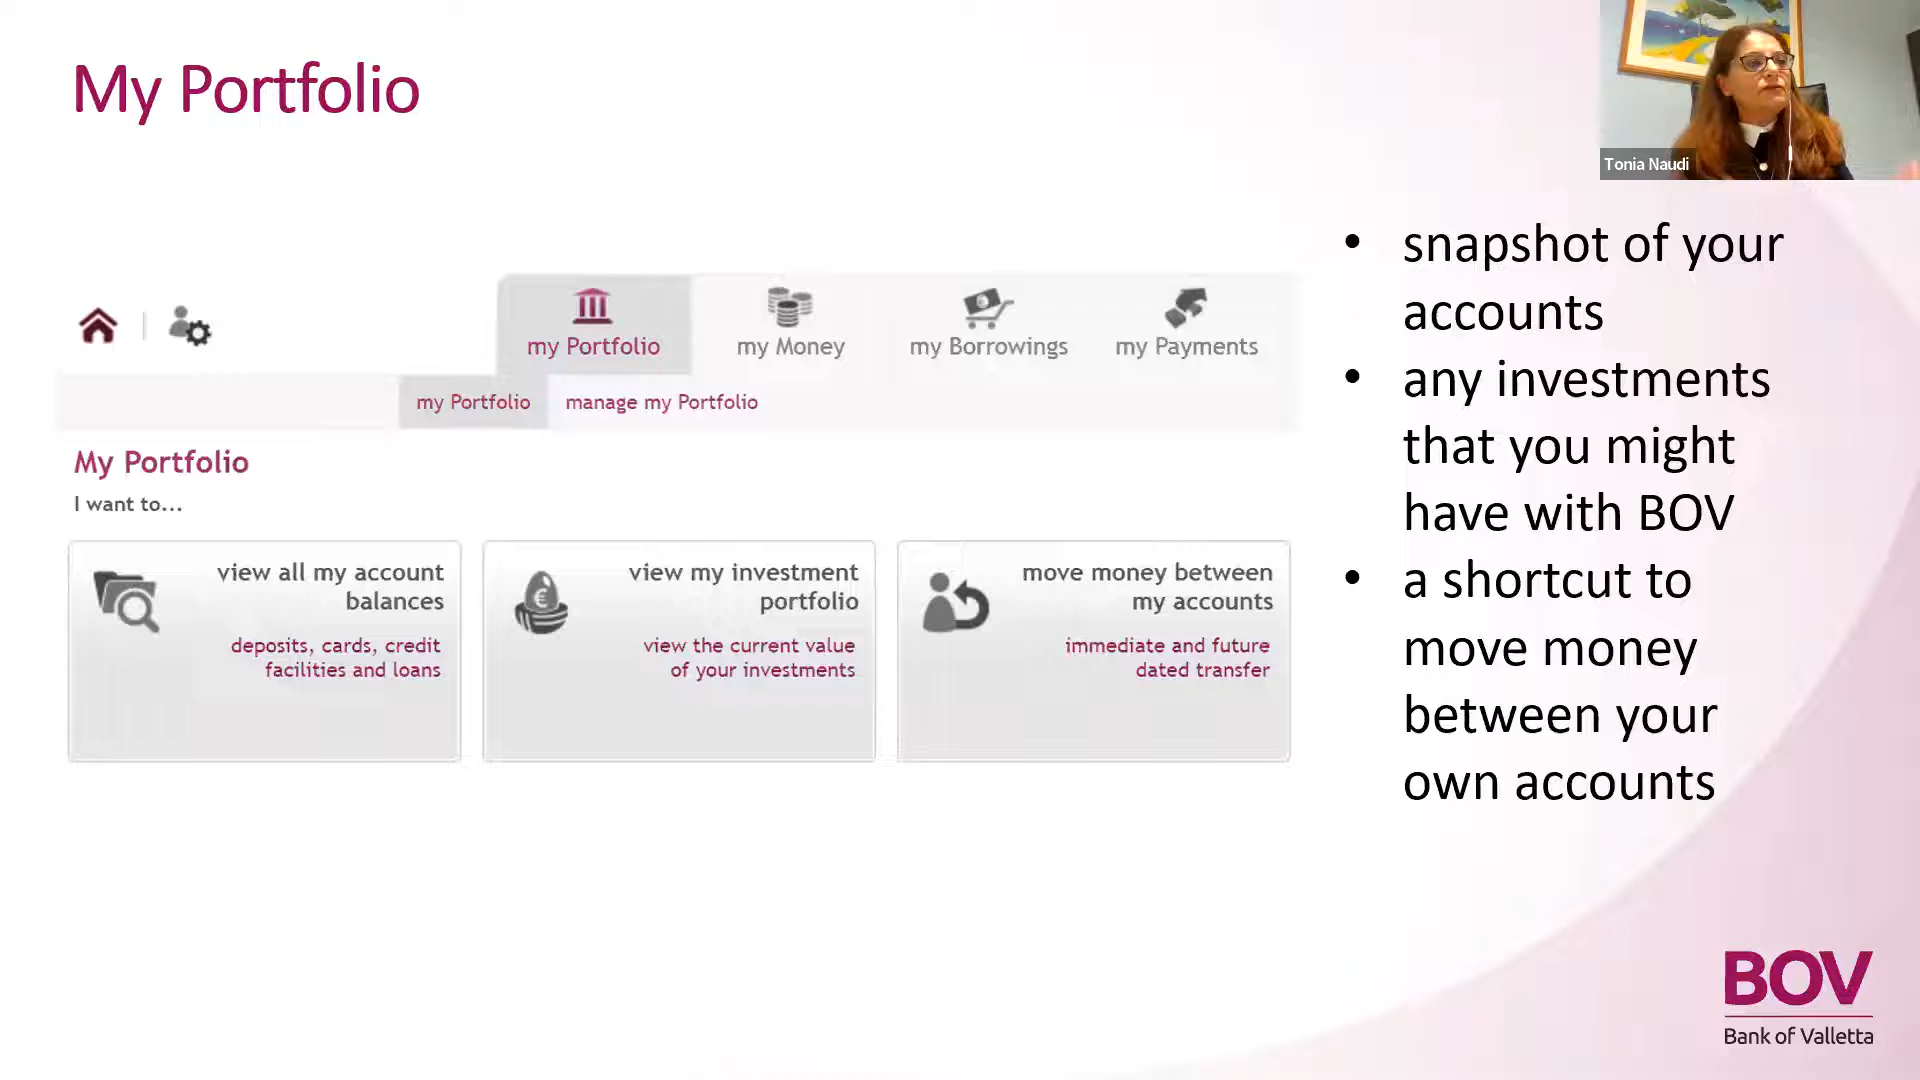 My Portfolio
Tonia Naudi
my Portfolio
my Money
my Borrowings
my Payments
my Portfolio
manage my Portfolio
My Portfolio
I want to...
view all my account
balances
deposits, cards, credit
facilities and loans
view my investment
portfolio
view the current value
of your investments
move money between
my accounts
immediate and future
dated transfer
• snapshot of your
accounts
• any investments
that you might
have with BOV
• a shortcut to
move money
between your
own accounts
BOV
Bank of Valletta